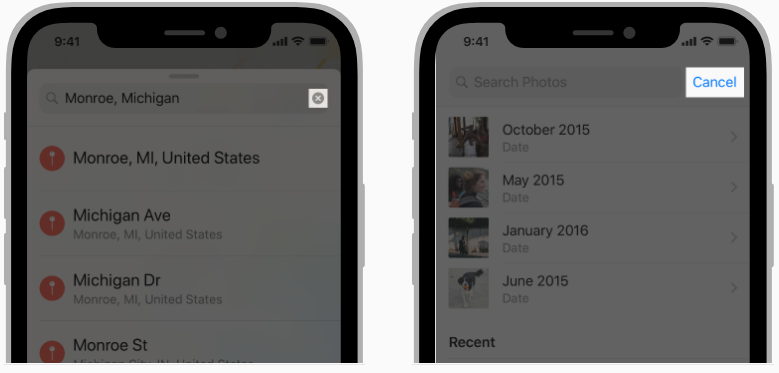 9:41
Monroe, Michigan
Monroe, MI, United States
Michigan Ave
Monroe, MI, United States
Michigan Dr
Monroe, MI, United States
Monroe St
Michigan City, IN, United States
9:41
Search Photos
Cancel
October 2015
Date
May 2015
Date
January 2016
Date
June 2015
Date
Recent